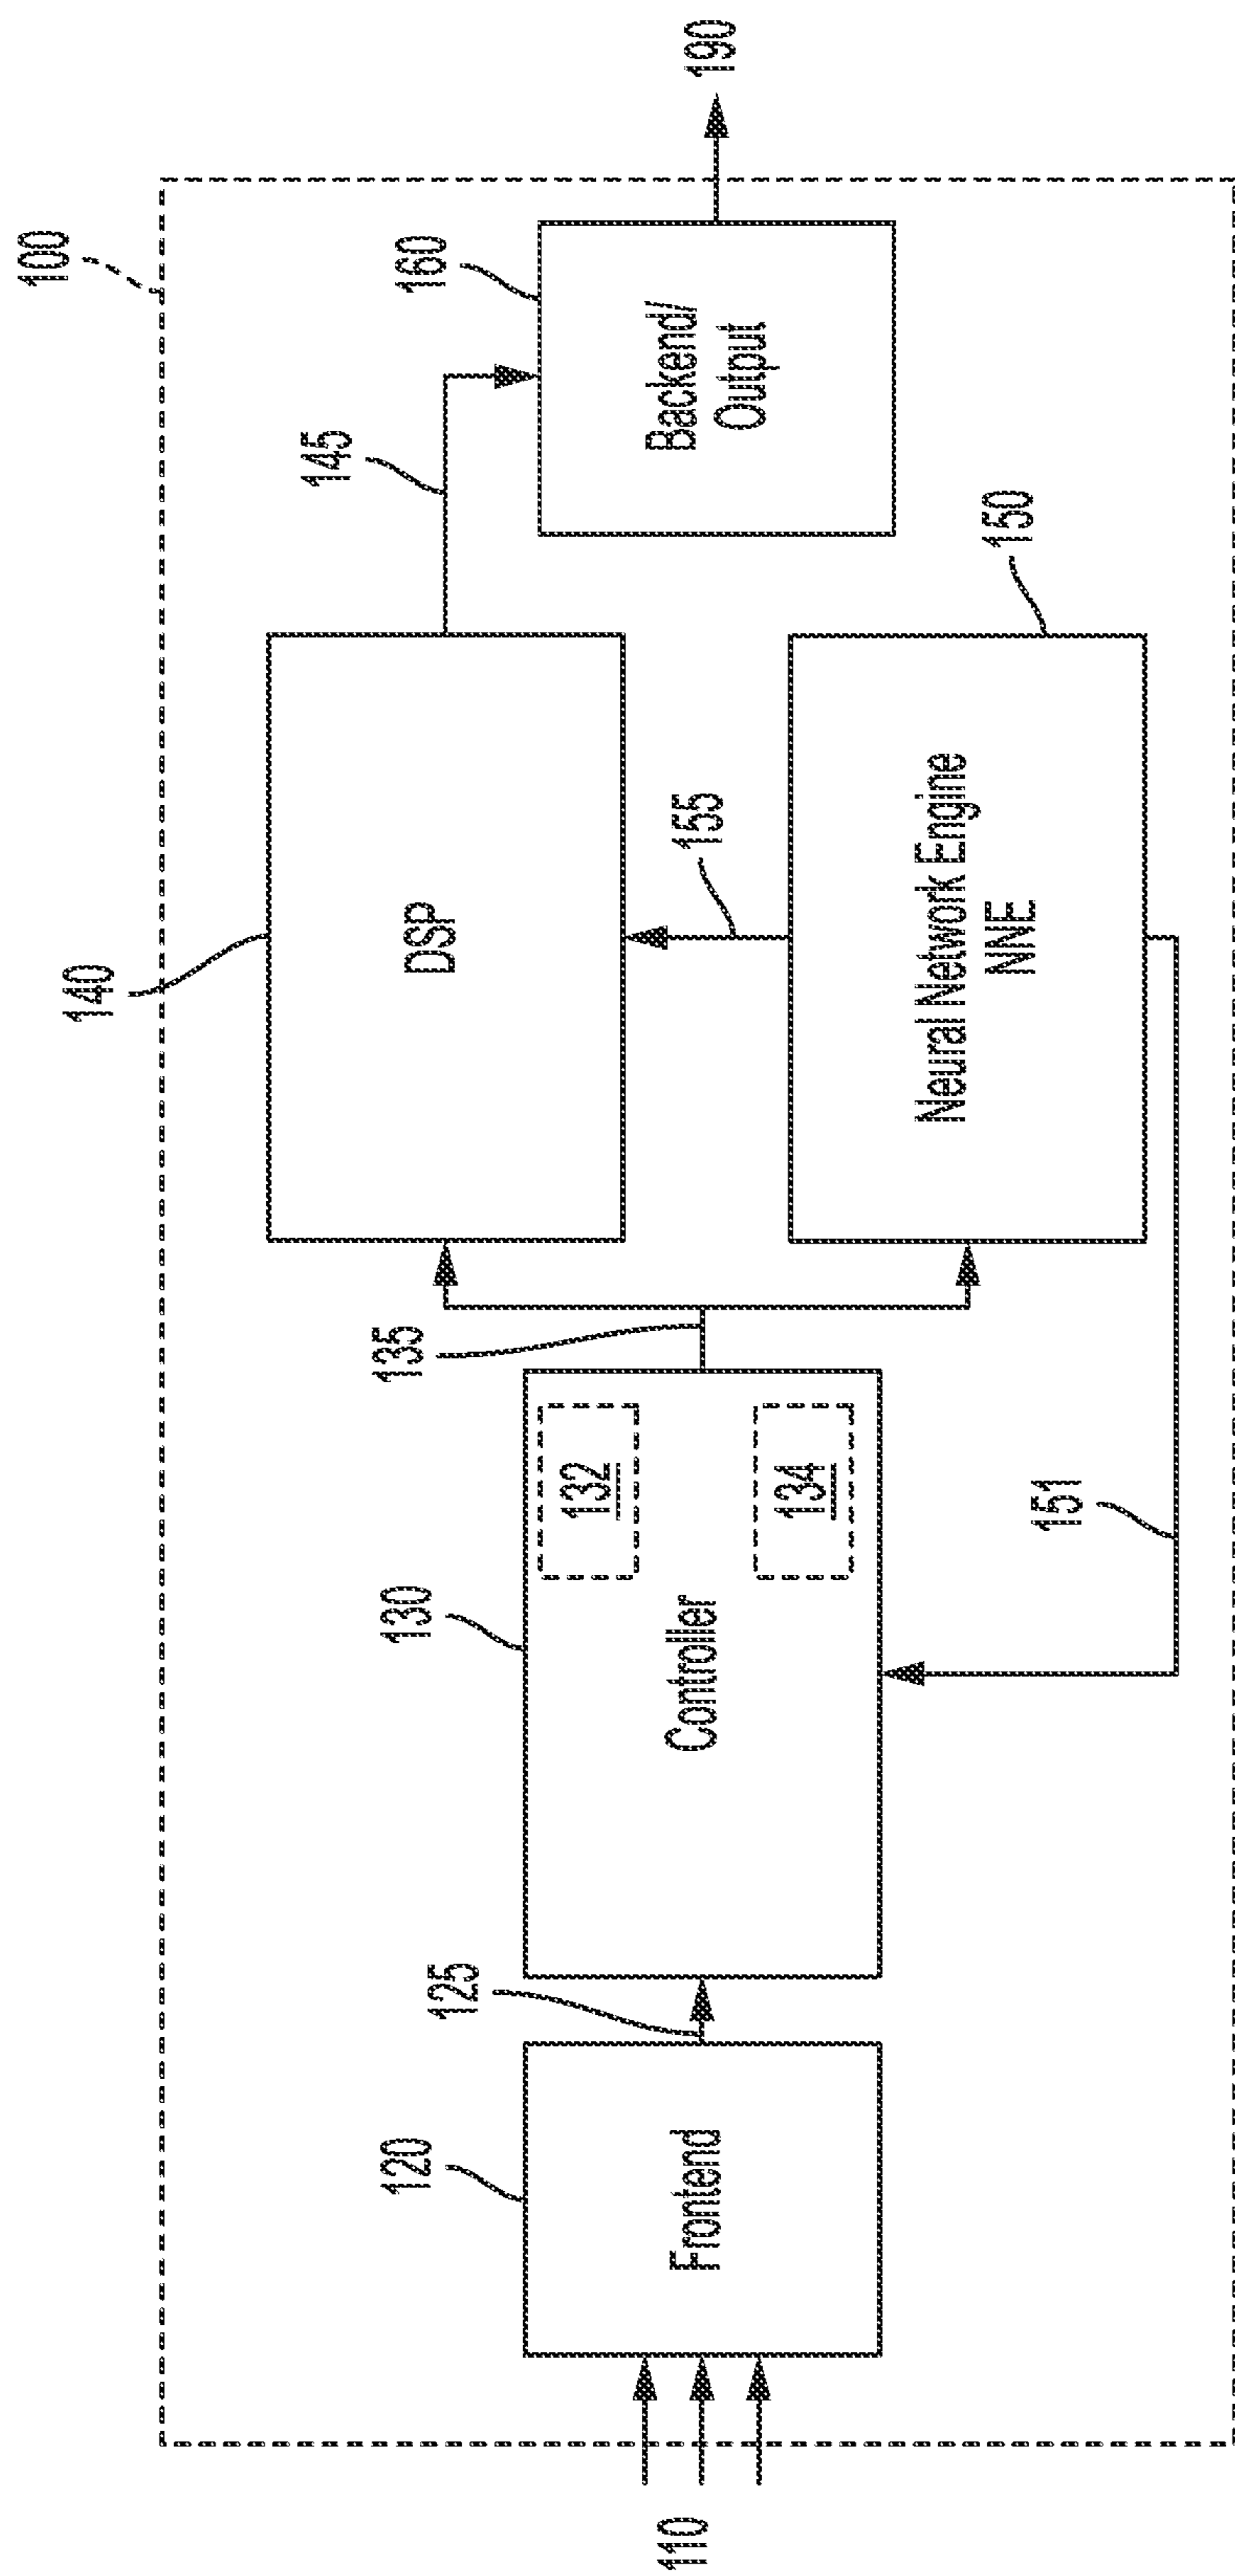 100
140
145
160
190
DSP
Backend/
Output
135
155
150
130
132
Neural Network Engine
NNE
120
125
Controller
134
Frontend
151
110